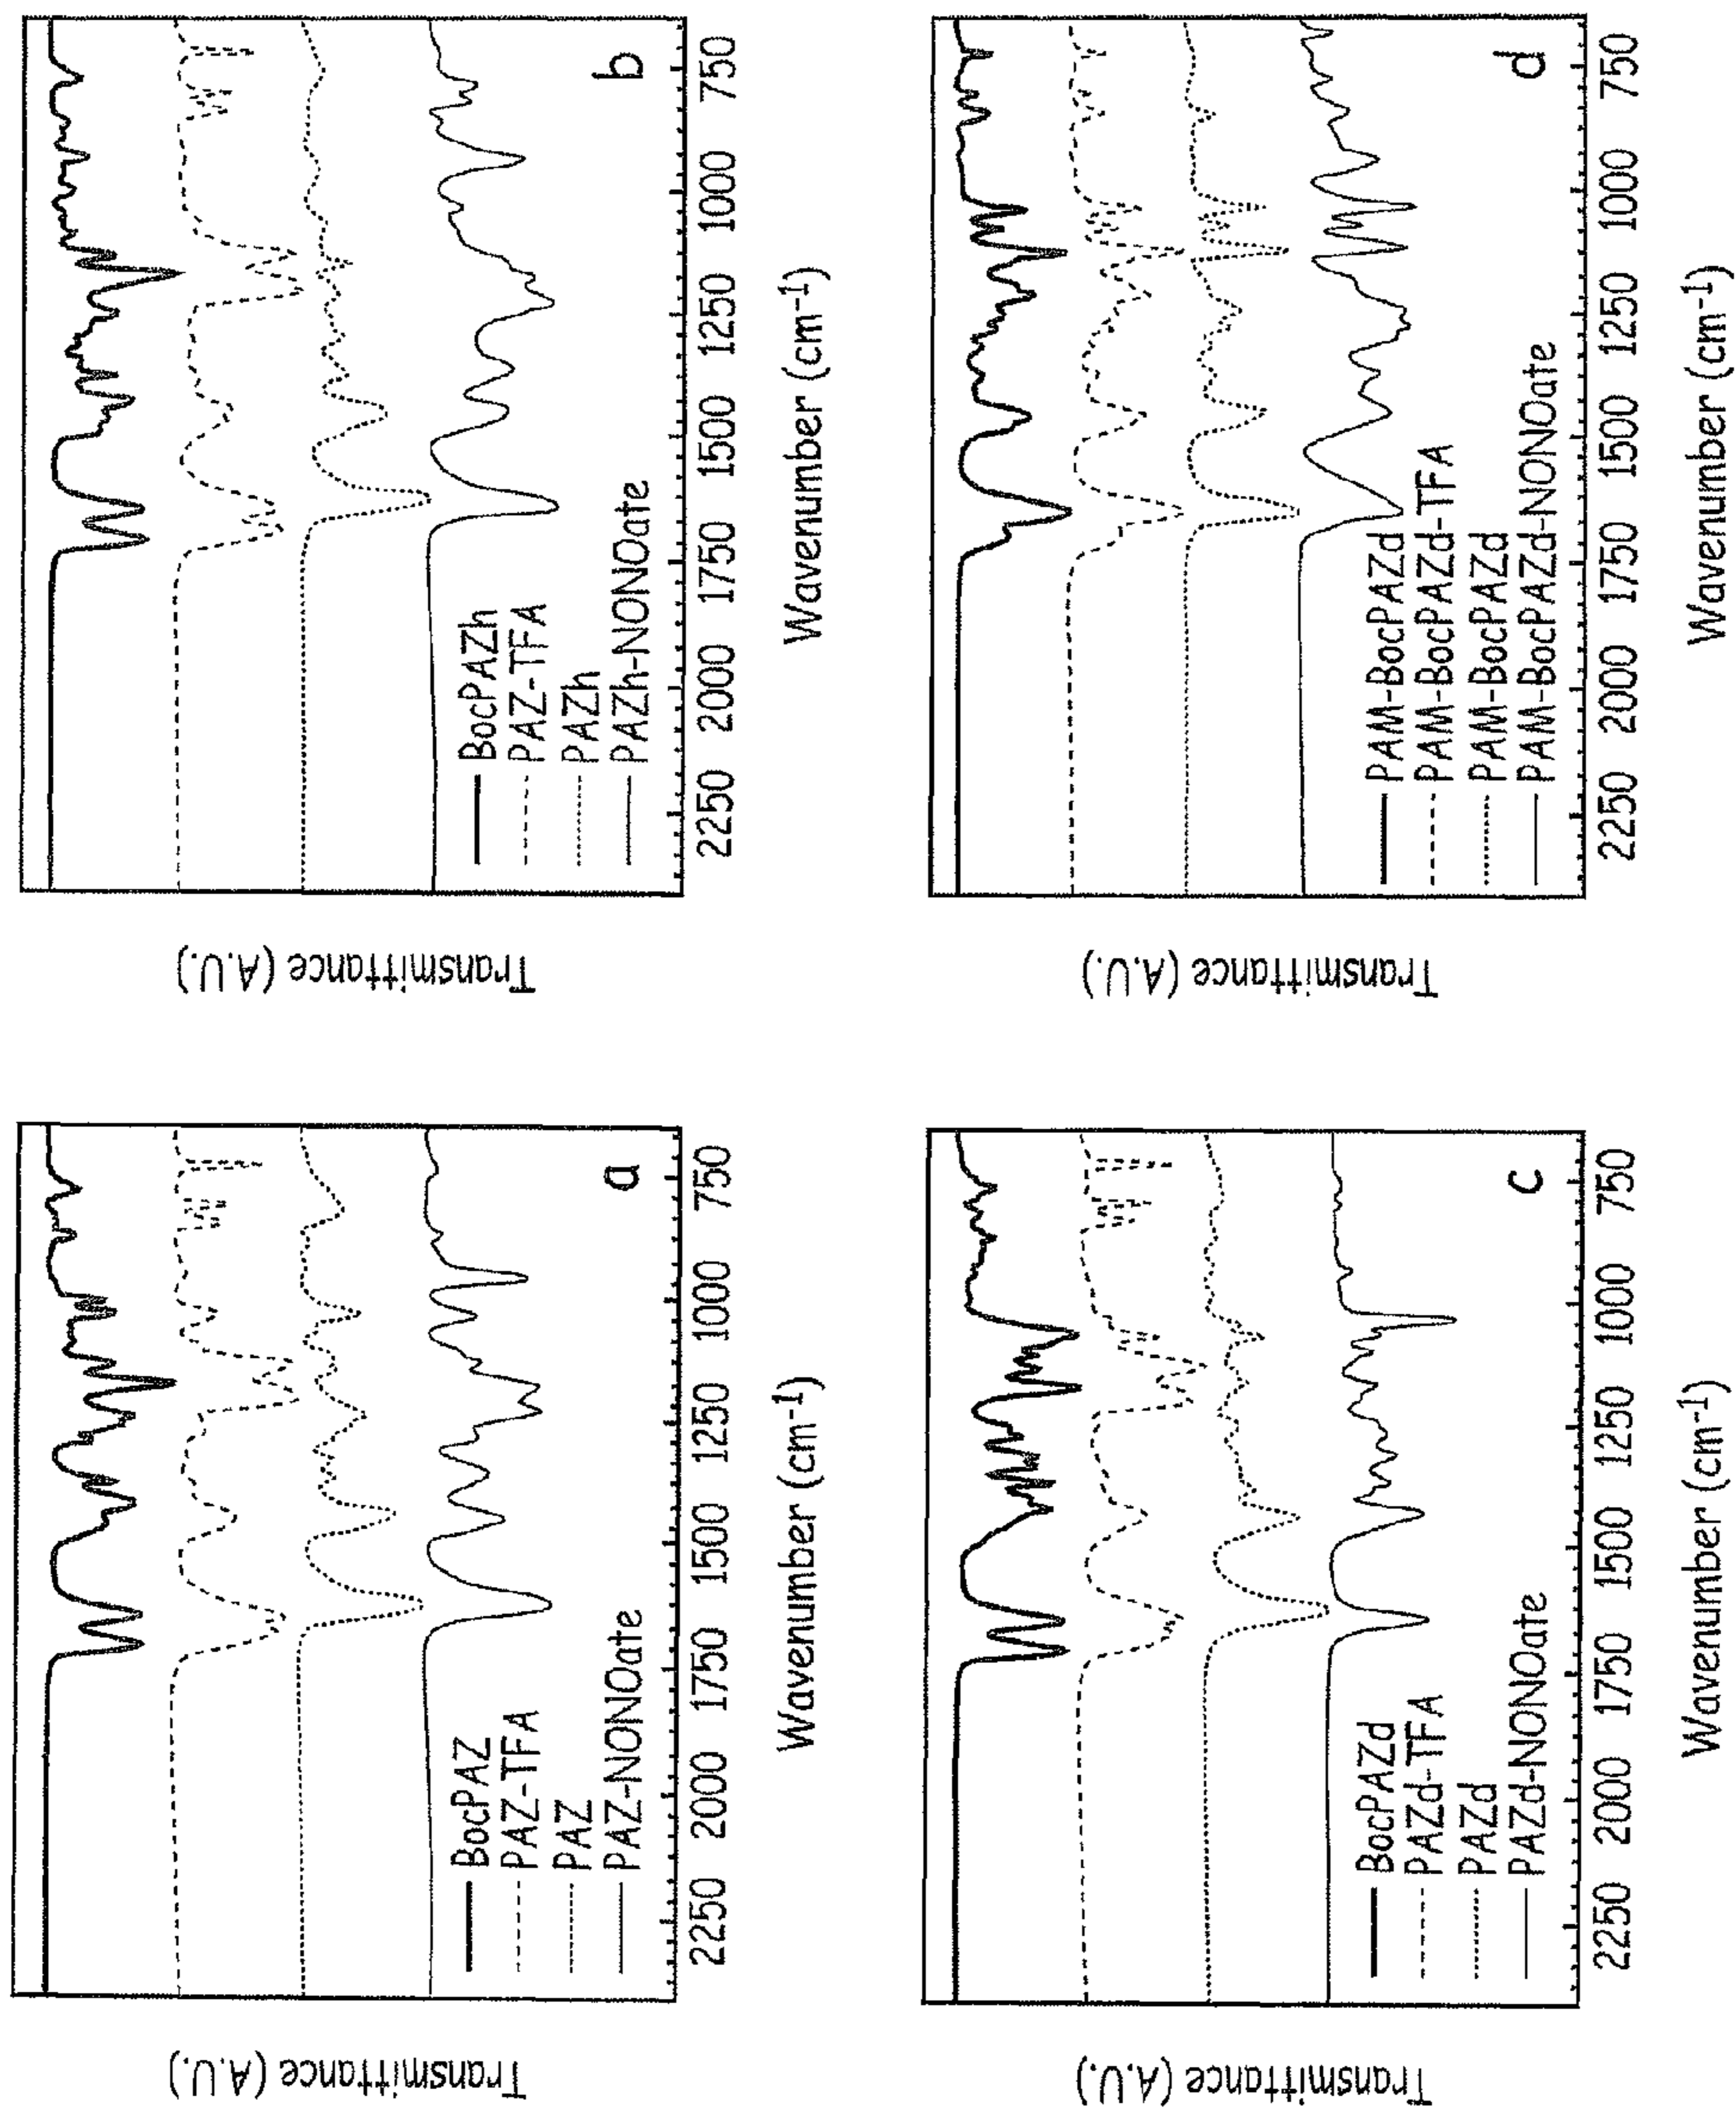 Transmittance (A.U.)
BocPAZ
PAZ-TFA
PAZ
PAZ-NONOate
a
2250 2000 1750 1500 1250 1000 750
Wavenumber (cm-1)
Transmittance (A.U.)
BocPAZh
PAZ-TFA
PAZh
PAZh-NONOate
b
2250 2000 1750 1500 1250 1000 750
Wavenumber (cm-1)
Transmittance (A.U.)
BocPAZd
PAZd-TFA
PAZd
PAZd-NONOate
c
2250 2000 1750 1500 1250 1000 750
Wavenumber (cm-1)
Transmittance (A.U.)
PAM-BocPAZd
PAM-BocPAZd-TFA
PAM-BocPAZd
PAM-BocPAZd-NONOate
d
2250 2000 1750 1500 1250 1000 750
Wavenumber (cm-1)